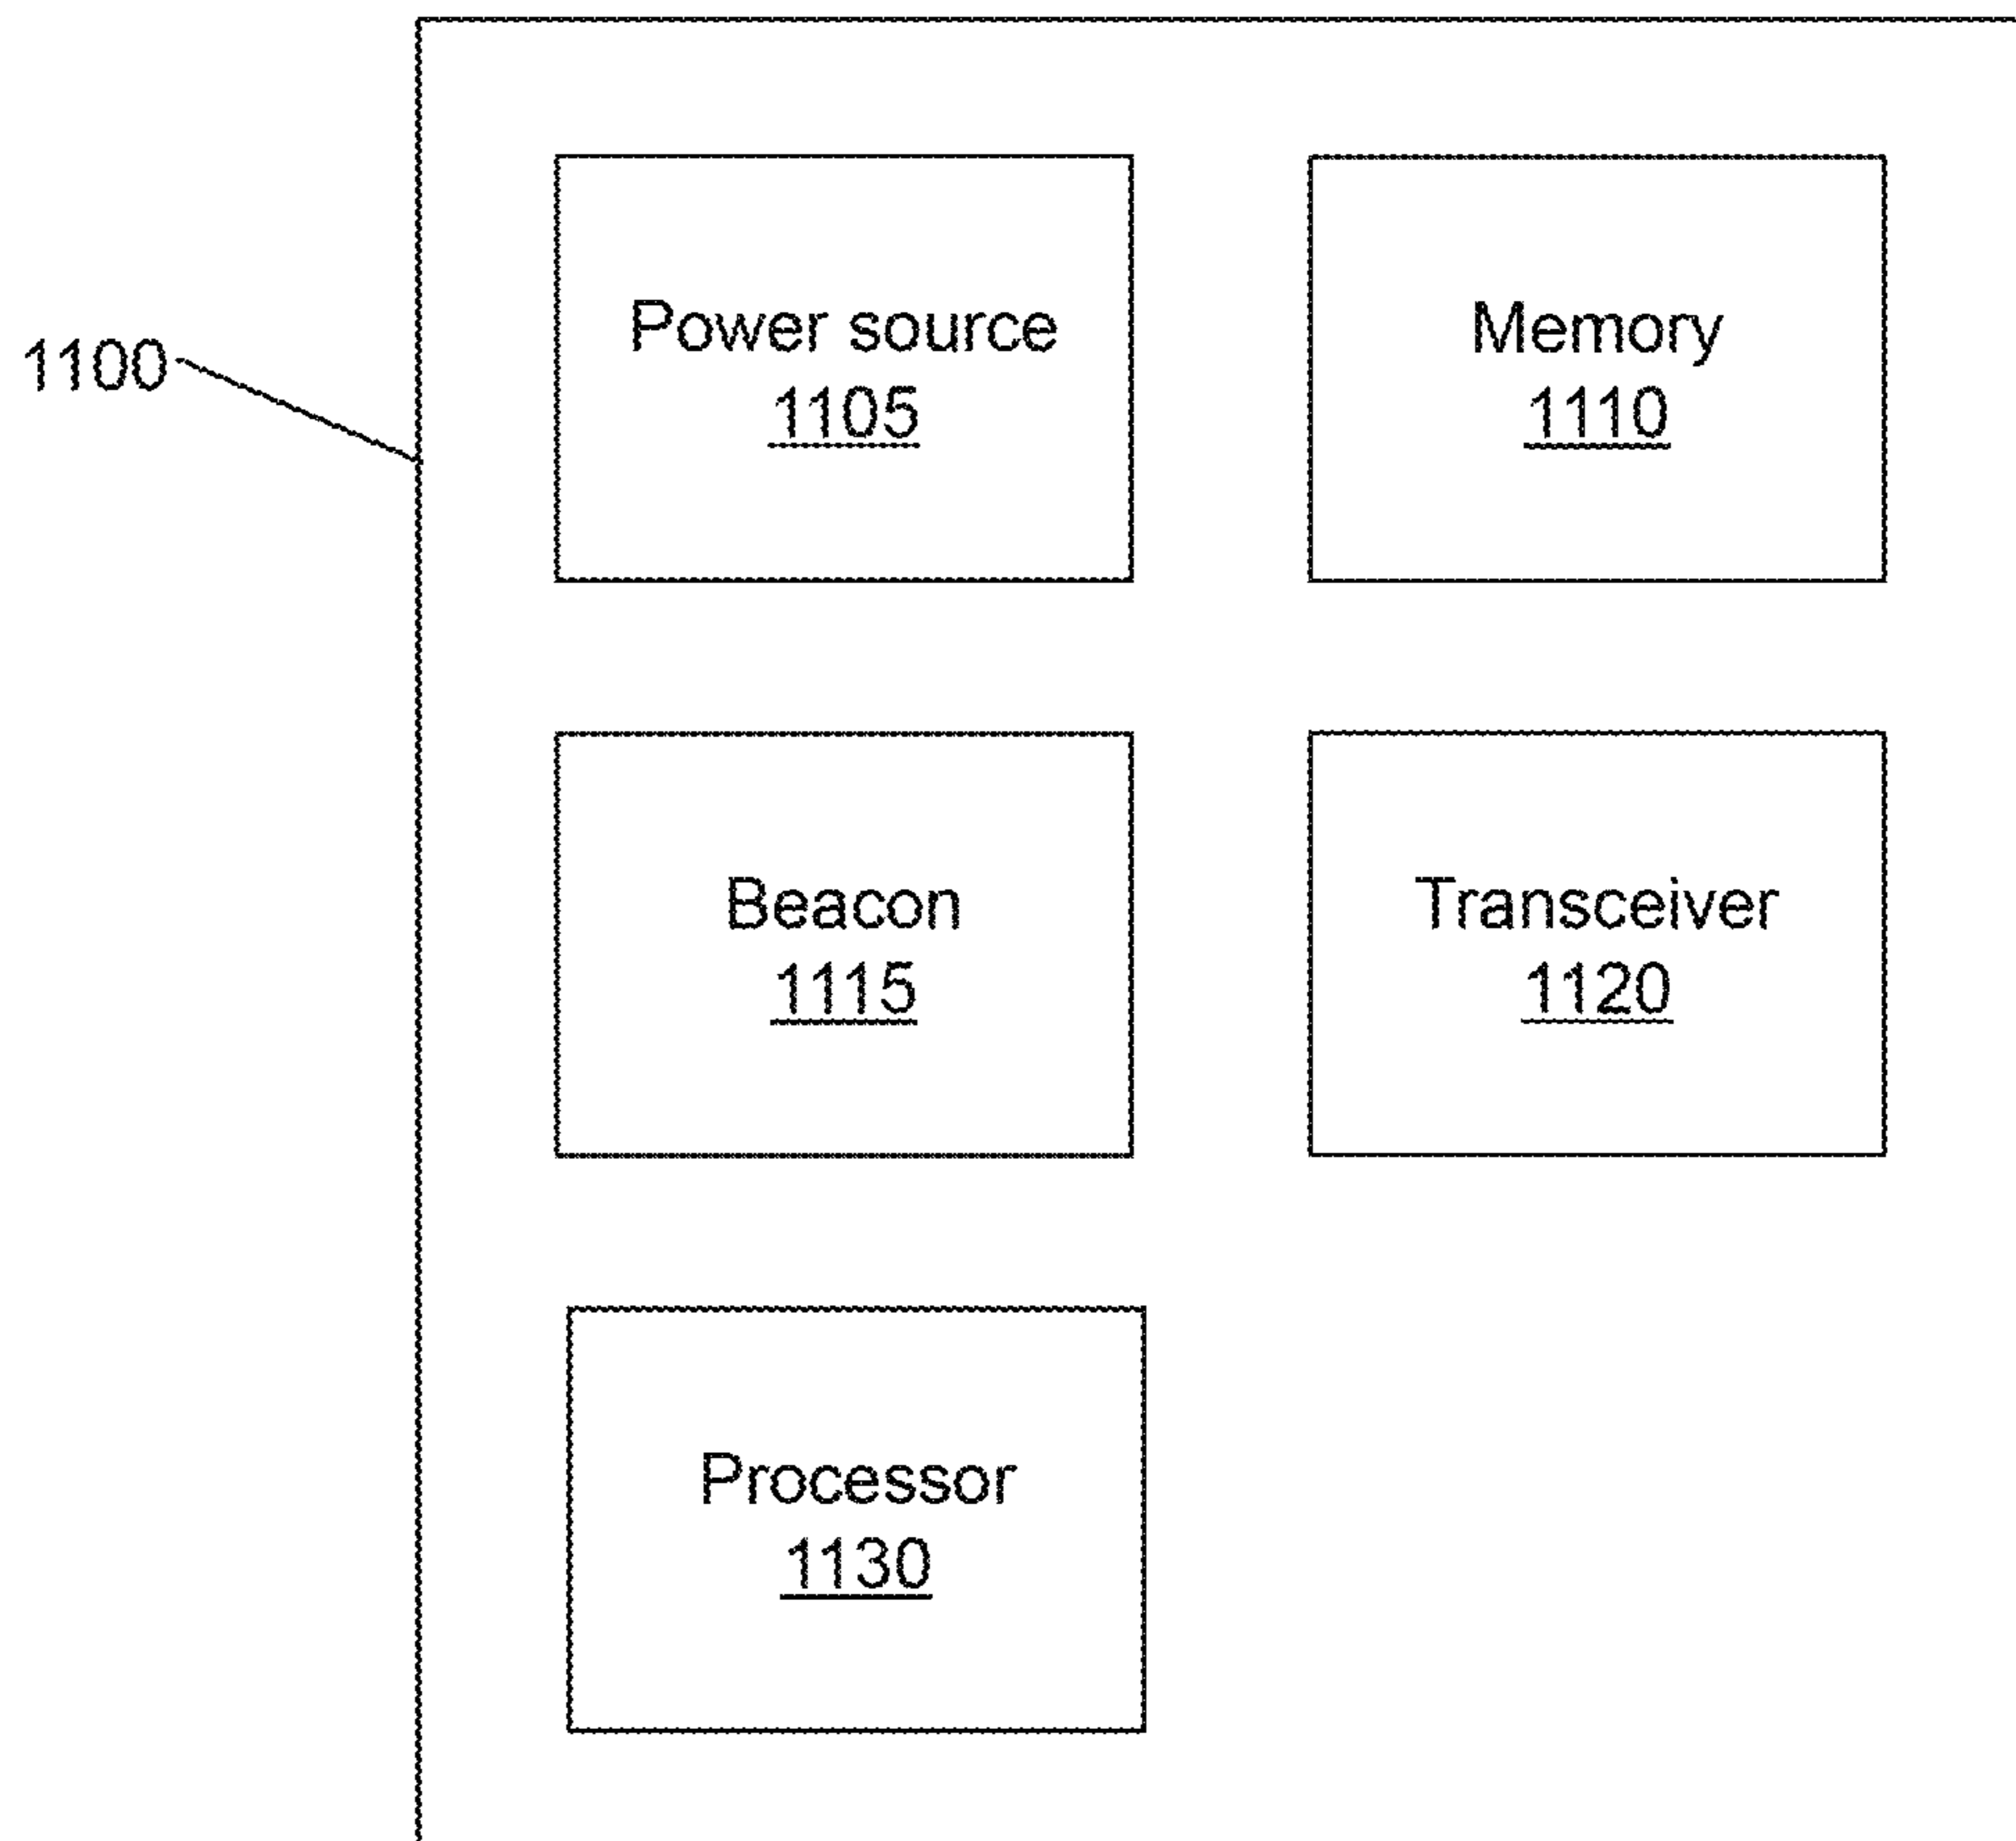 Power source
1105
Memory
1110
1100
Beacon
1115
Transceiver
1120
Processor
1130